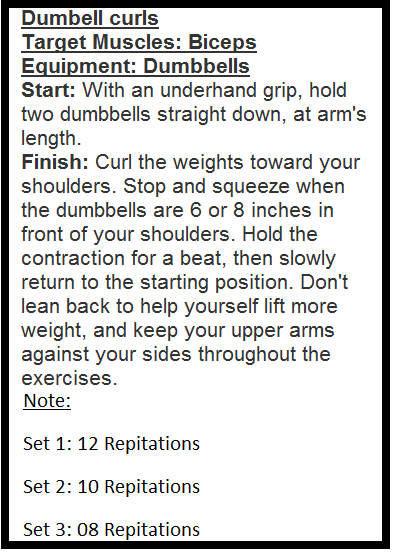 Dumbell curls
Target Muscles: Biceps
Equipment: Dumbbells
Start: With an underhand grip, hold
two dumbbells straight down, at arm's
length.
Finish: Curl the weights toward your
shoulders. Stop and squeeze when
the dumbbells are 6 or 8 inches in
front of your shoulders. Hold the
contraction for a beat, then slowly
return to the starting position. Don't
lean back to help yourself lift more
weight, and keep your upper arms
against your sides throughout the
exercises.
Note:
Set 1: 12 Repitations
Set 2: 10 Repitations
Set 3: 08 Repitations